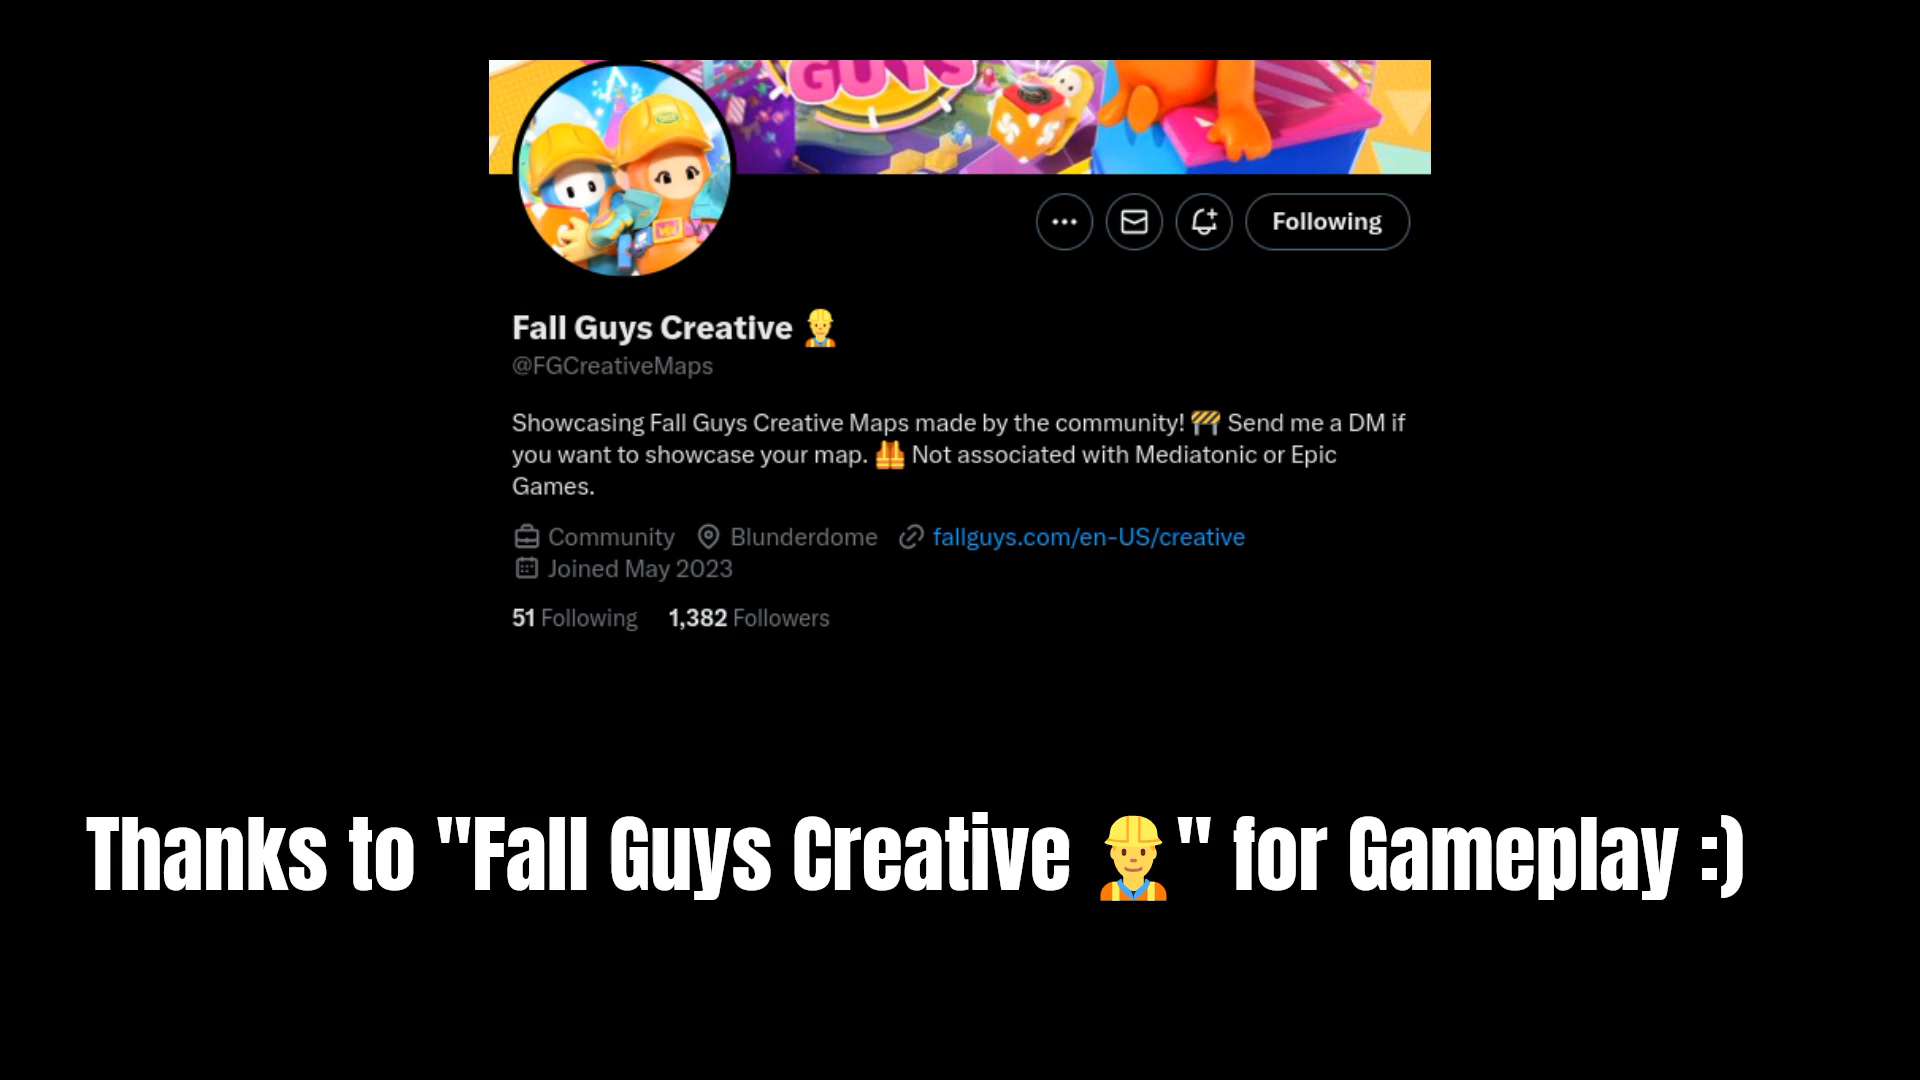 GUYS
Following
Fall Guys Creative 👷
@FGCreativeMaps
Showcasing Fall Guys Creative Maps made by the community! 🚧 Send me a DM if
you want to showcase your map. 🦺 Not associated with Mediatonic or Epic
Games.
Community Blunderdome fallguys.com/en-US/creative
Joined May 2023
51 Following 1,382 Followers
Thanks to "Fall Guys Creative 👷" for Gameplay :)